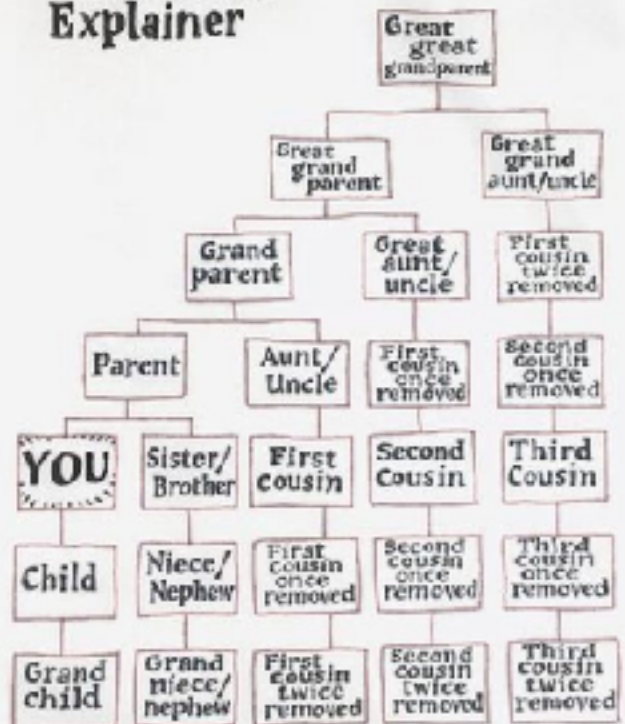 Explainer
Great
great
grandparent
Great
grand
parent
Great
grand
aunt/uncle
Grand
parent
Great
aunt/
uncle
First
cousin
twice
removed
Parent
Aunt/
Uncle
First
cousin
once
removed
Second
cousin
once
removed
YOU
Sister/
Brother
First
cousin
Second
Cousin
Third
Cousin
Child
Niece/
Nephew
First
cousin
once
removed
Second
cousin
once
removed
Third
cousin
once
removed
Grand
child
Grand
niece/
nephew
First
cousin
twice
removed
Second
cousin
twice
removed
Third
cousin
twice
removed